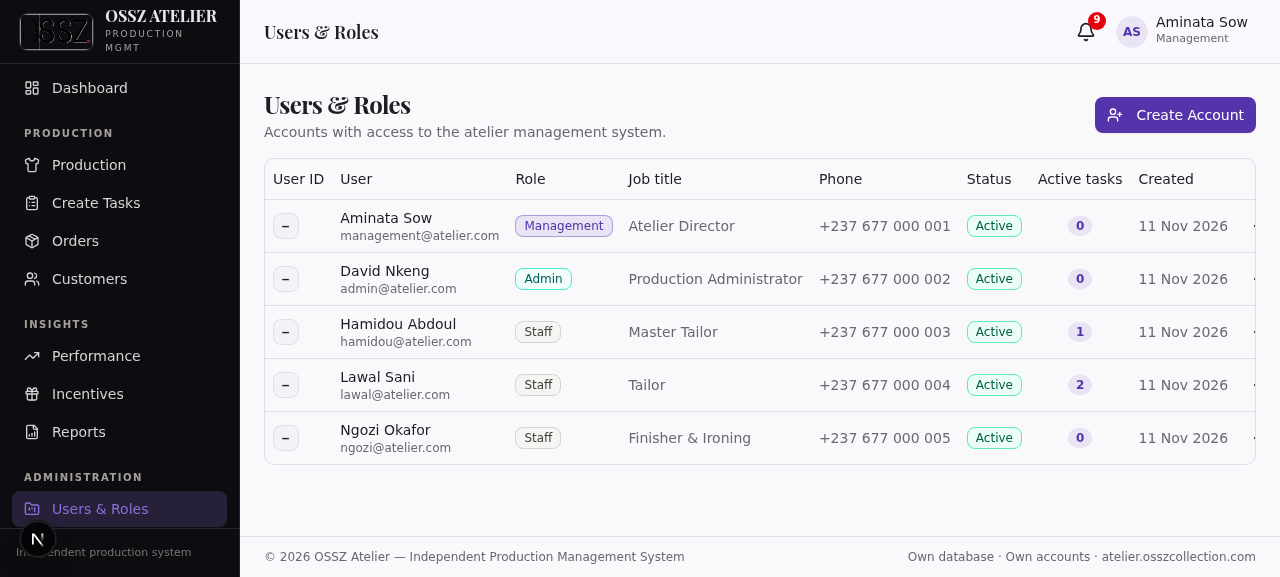 OSSZ
OSSZ ATELIER
PRODUCTION
MGMT
Dashboard
PRODUCTION
Production
Create Tasks
Orders
Customers
INSIGHTS
Performance
Incentives
Reports
ADMINISTRATION
Users & Roles
N
Independent production system
Users & Roles
9
AS
Aminata Sow
Management
Users & Roles
Accounts with access to the atelier management system.
Create Account
User ID User Role Job title Phone Status Active tasks Created
– Aminata Sow Management Atelier Director +237 677 000 001 Active 0 11 Nov 2026
management@atelier.com
– David Nkeng Admin Production Administrator +237 677 000 002 Active 0 11 Nov 2026
admin@atelier.com
– Hamidou Abdoul Staff Master Tailor +237 677 000 003 Active 1 11 Nov 2026
hamidou@atelier.com
– Lawal Sani Staff Tailor +237 677 000 004 Active 2 11 Nov 2026
lawal@atelier.com
– Ngozi Okafor Staff Finisher & Ironing +237 677 000 005 Active 0 11 Nov 2026
ngozi@atelier.com
© 2026 OSSZ Atelier — Independent Production Management System
Own database · Own accounts · atelier.osszcollection.com